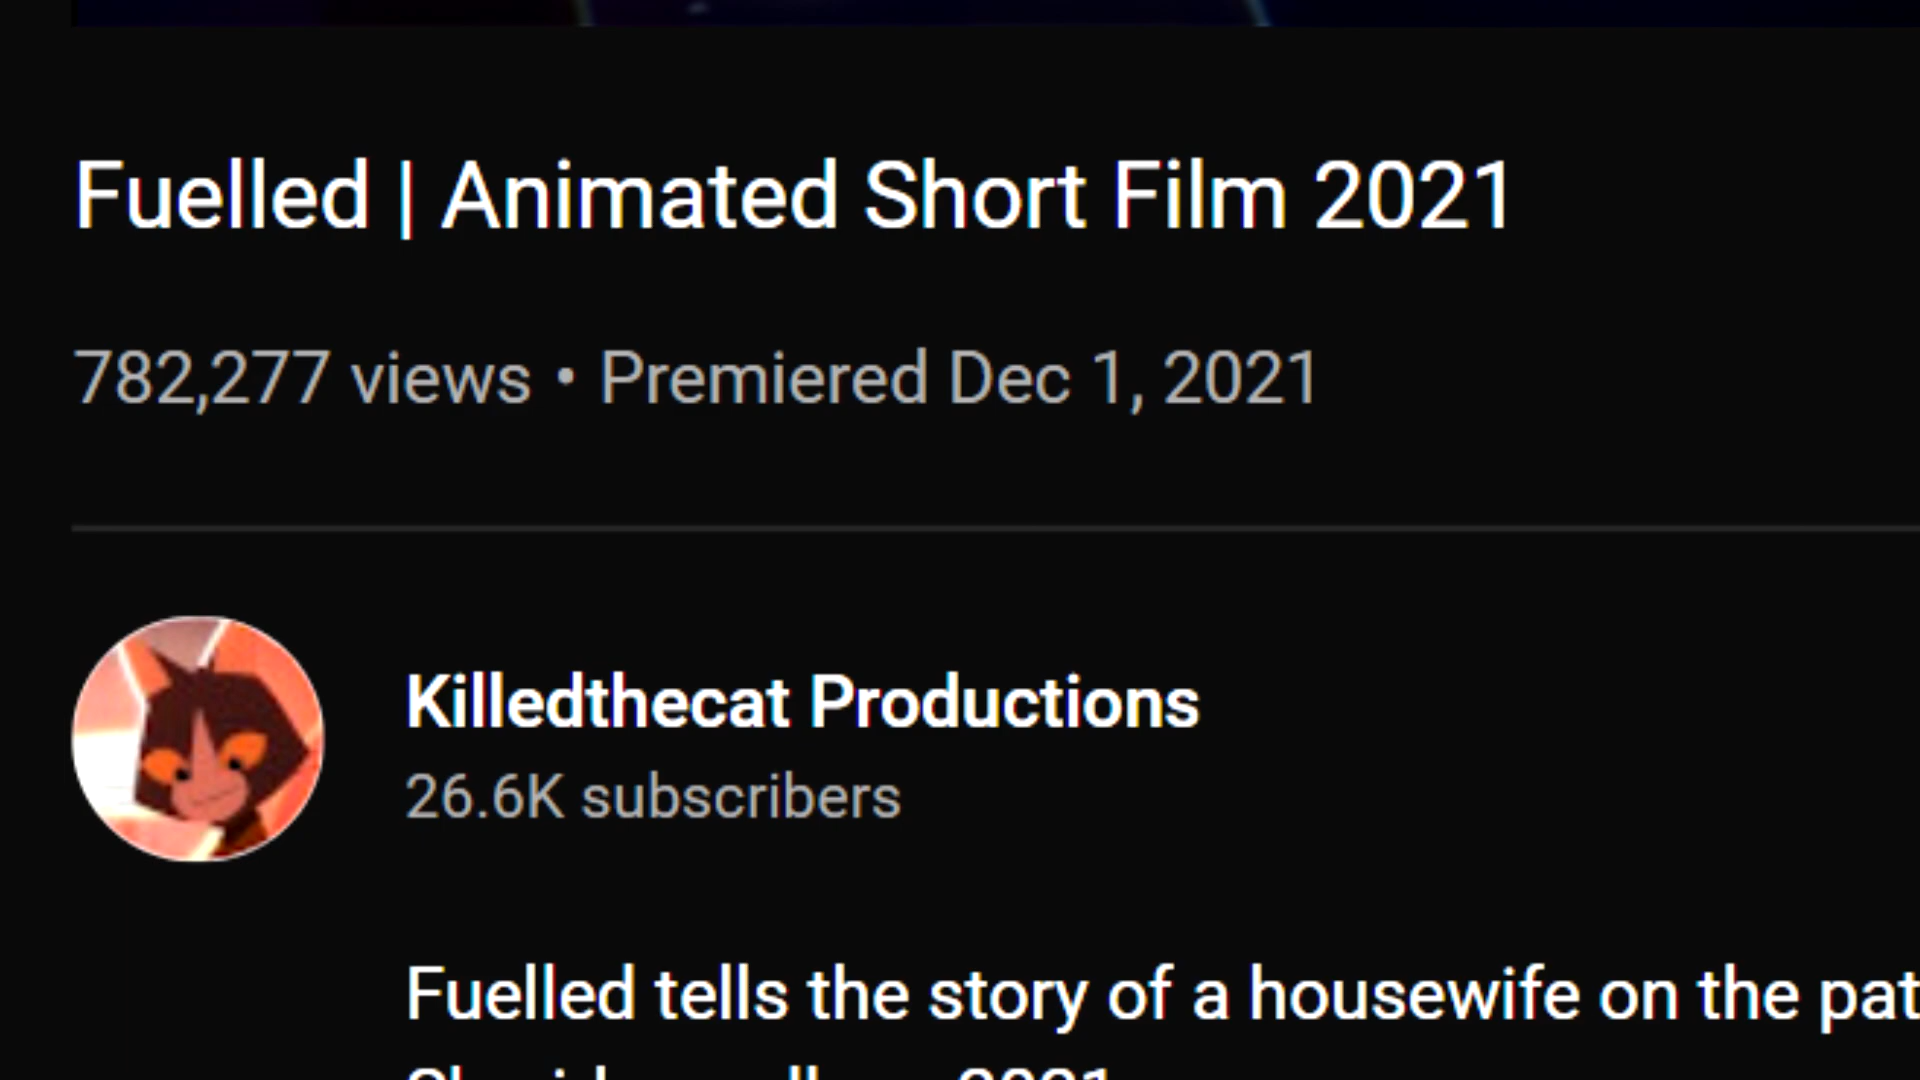 Fuelled | Animated Short Film 2021
782,277 views • Premiered Dec 1, 2021
Killedthecat Productions
26.6K subscribers
Fuelled tells the story of a housewife on the
2021